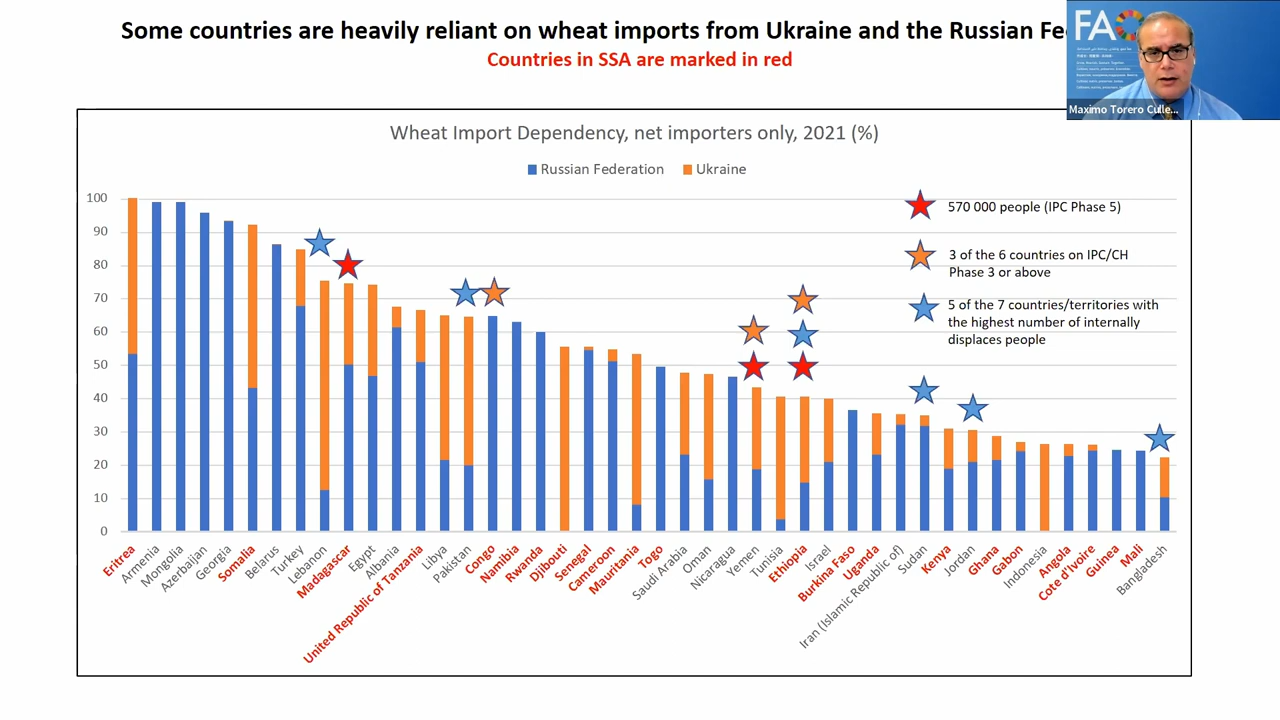 Some countries are heavily reliant on wheat imports from Ukraine and the Russian Fe
Countries in SSA are marked in red
FAO
Maximo Torero Culle...
Wheat Import Dependency, net importers only, 2021 (%)
Russian Federation
Ukraine
100
90
80
70
60
50
40
30
20
10
0
570 000 people (IPC Phase 5)
3 of the 6 countries on IPC/CH
Phase 3 or above
5 of the 7 countries/territories with
the highest number of internally
displaces people
Eritrea
Armenia
Mongolia
Azerbaijan
Georgia
Somalia
Belarus
Turkey
Lebanon
Madagascar
Egypt
Albania
United Republic of Tanzania
Libya
Pakistan
Congo
Namibia
Rwanda
Djibouti
Senegal
Cameroon
Mauritania
Togo
Saudi Arabia
Oman
Nicaragua
Yemen
Tunisia
Ethiopia
Israel
Burkina Faso
Uganda
Iran (Islamic Republic of)
Sudan
Kenya
Jordan
Ghana
Gabon
Indonesia
Angola
Cote d'Ivoire
Guinea
Mali
Bangladesh